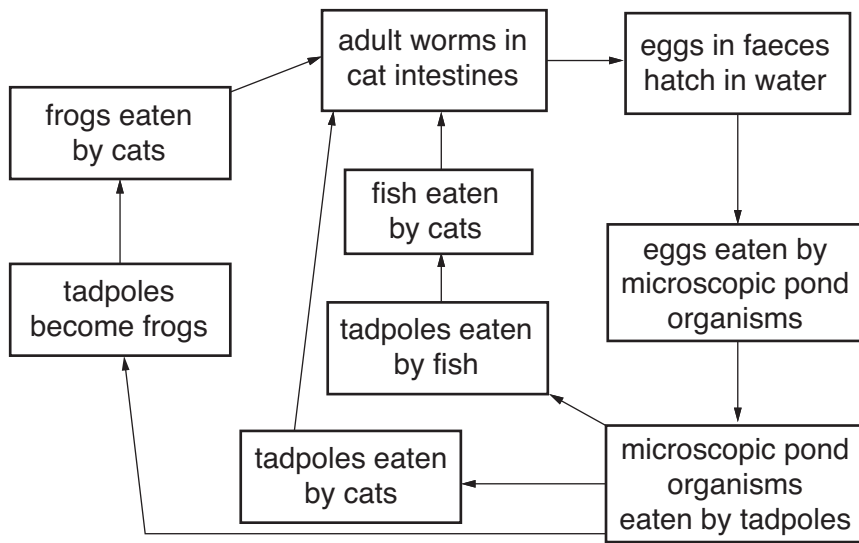 adult worms in
cat intestines
eggs in faeces
hatch in water
frogs eaten
by cats
fish eaten
by cats
eggs eaten by
microscopic pond
organisms
tadpoles
become frogs
tadpoles eaten
by fish
tadpoles eaten
by cats
microscopic pond
organisms
eaten by tadpoles